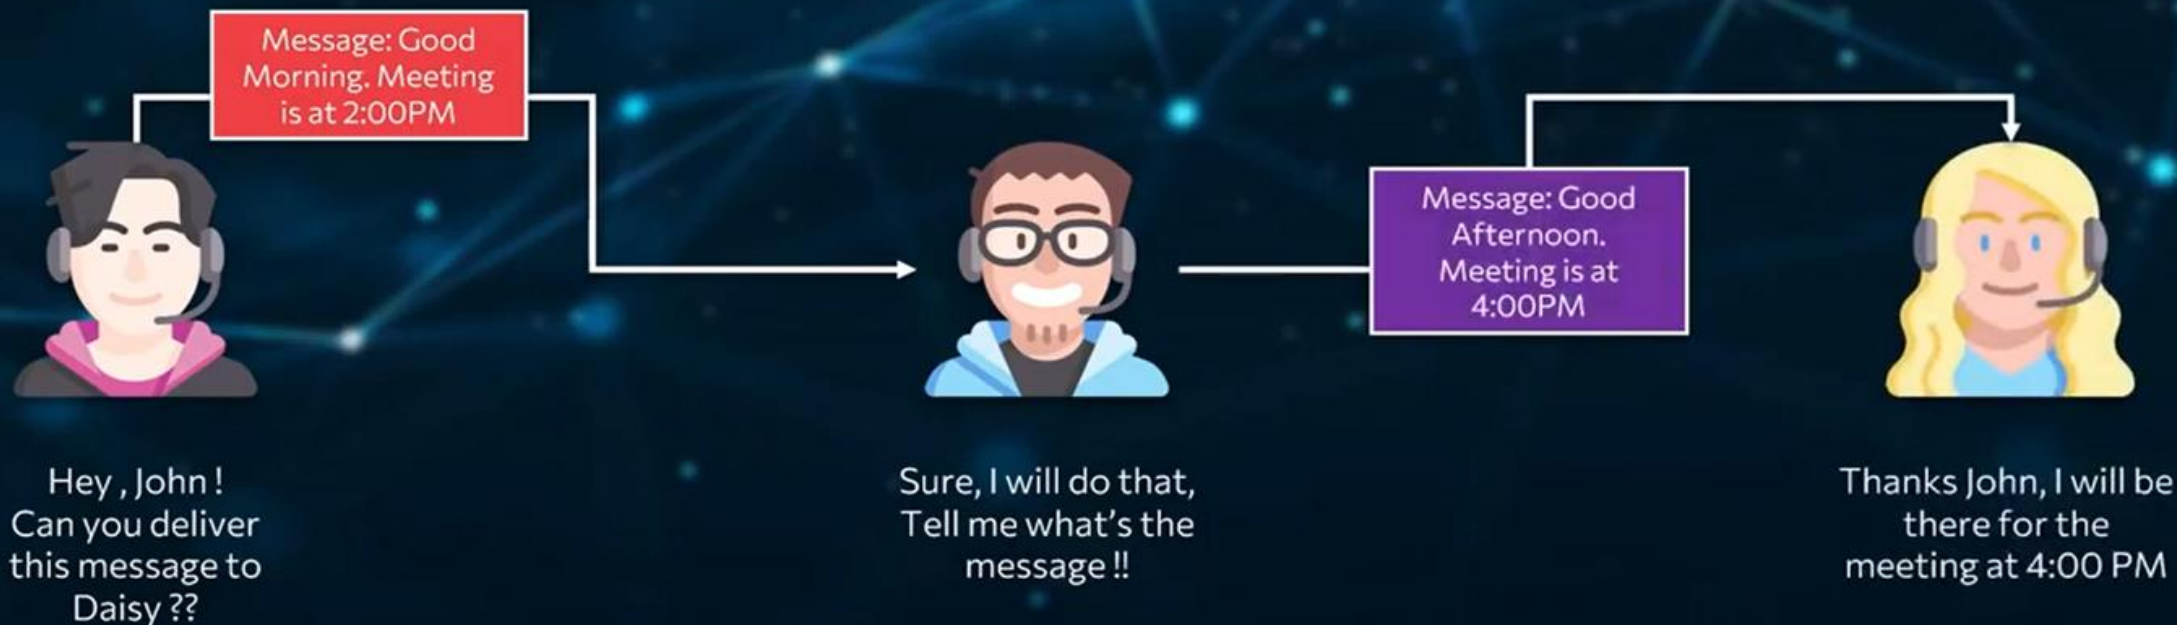 Message: Good
Morning. Meeting
is at 2:00PM
Message: Good
Afternoon.
Meeting is at
4:00PM
Hey , John !
Can you deliver
this message to
Daisy ??
Sure, I will do that,
Tell me what's the
message !!
Thanks John, I will be
there for the
meeting at 4:00 PM